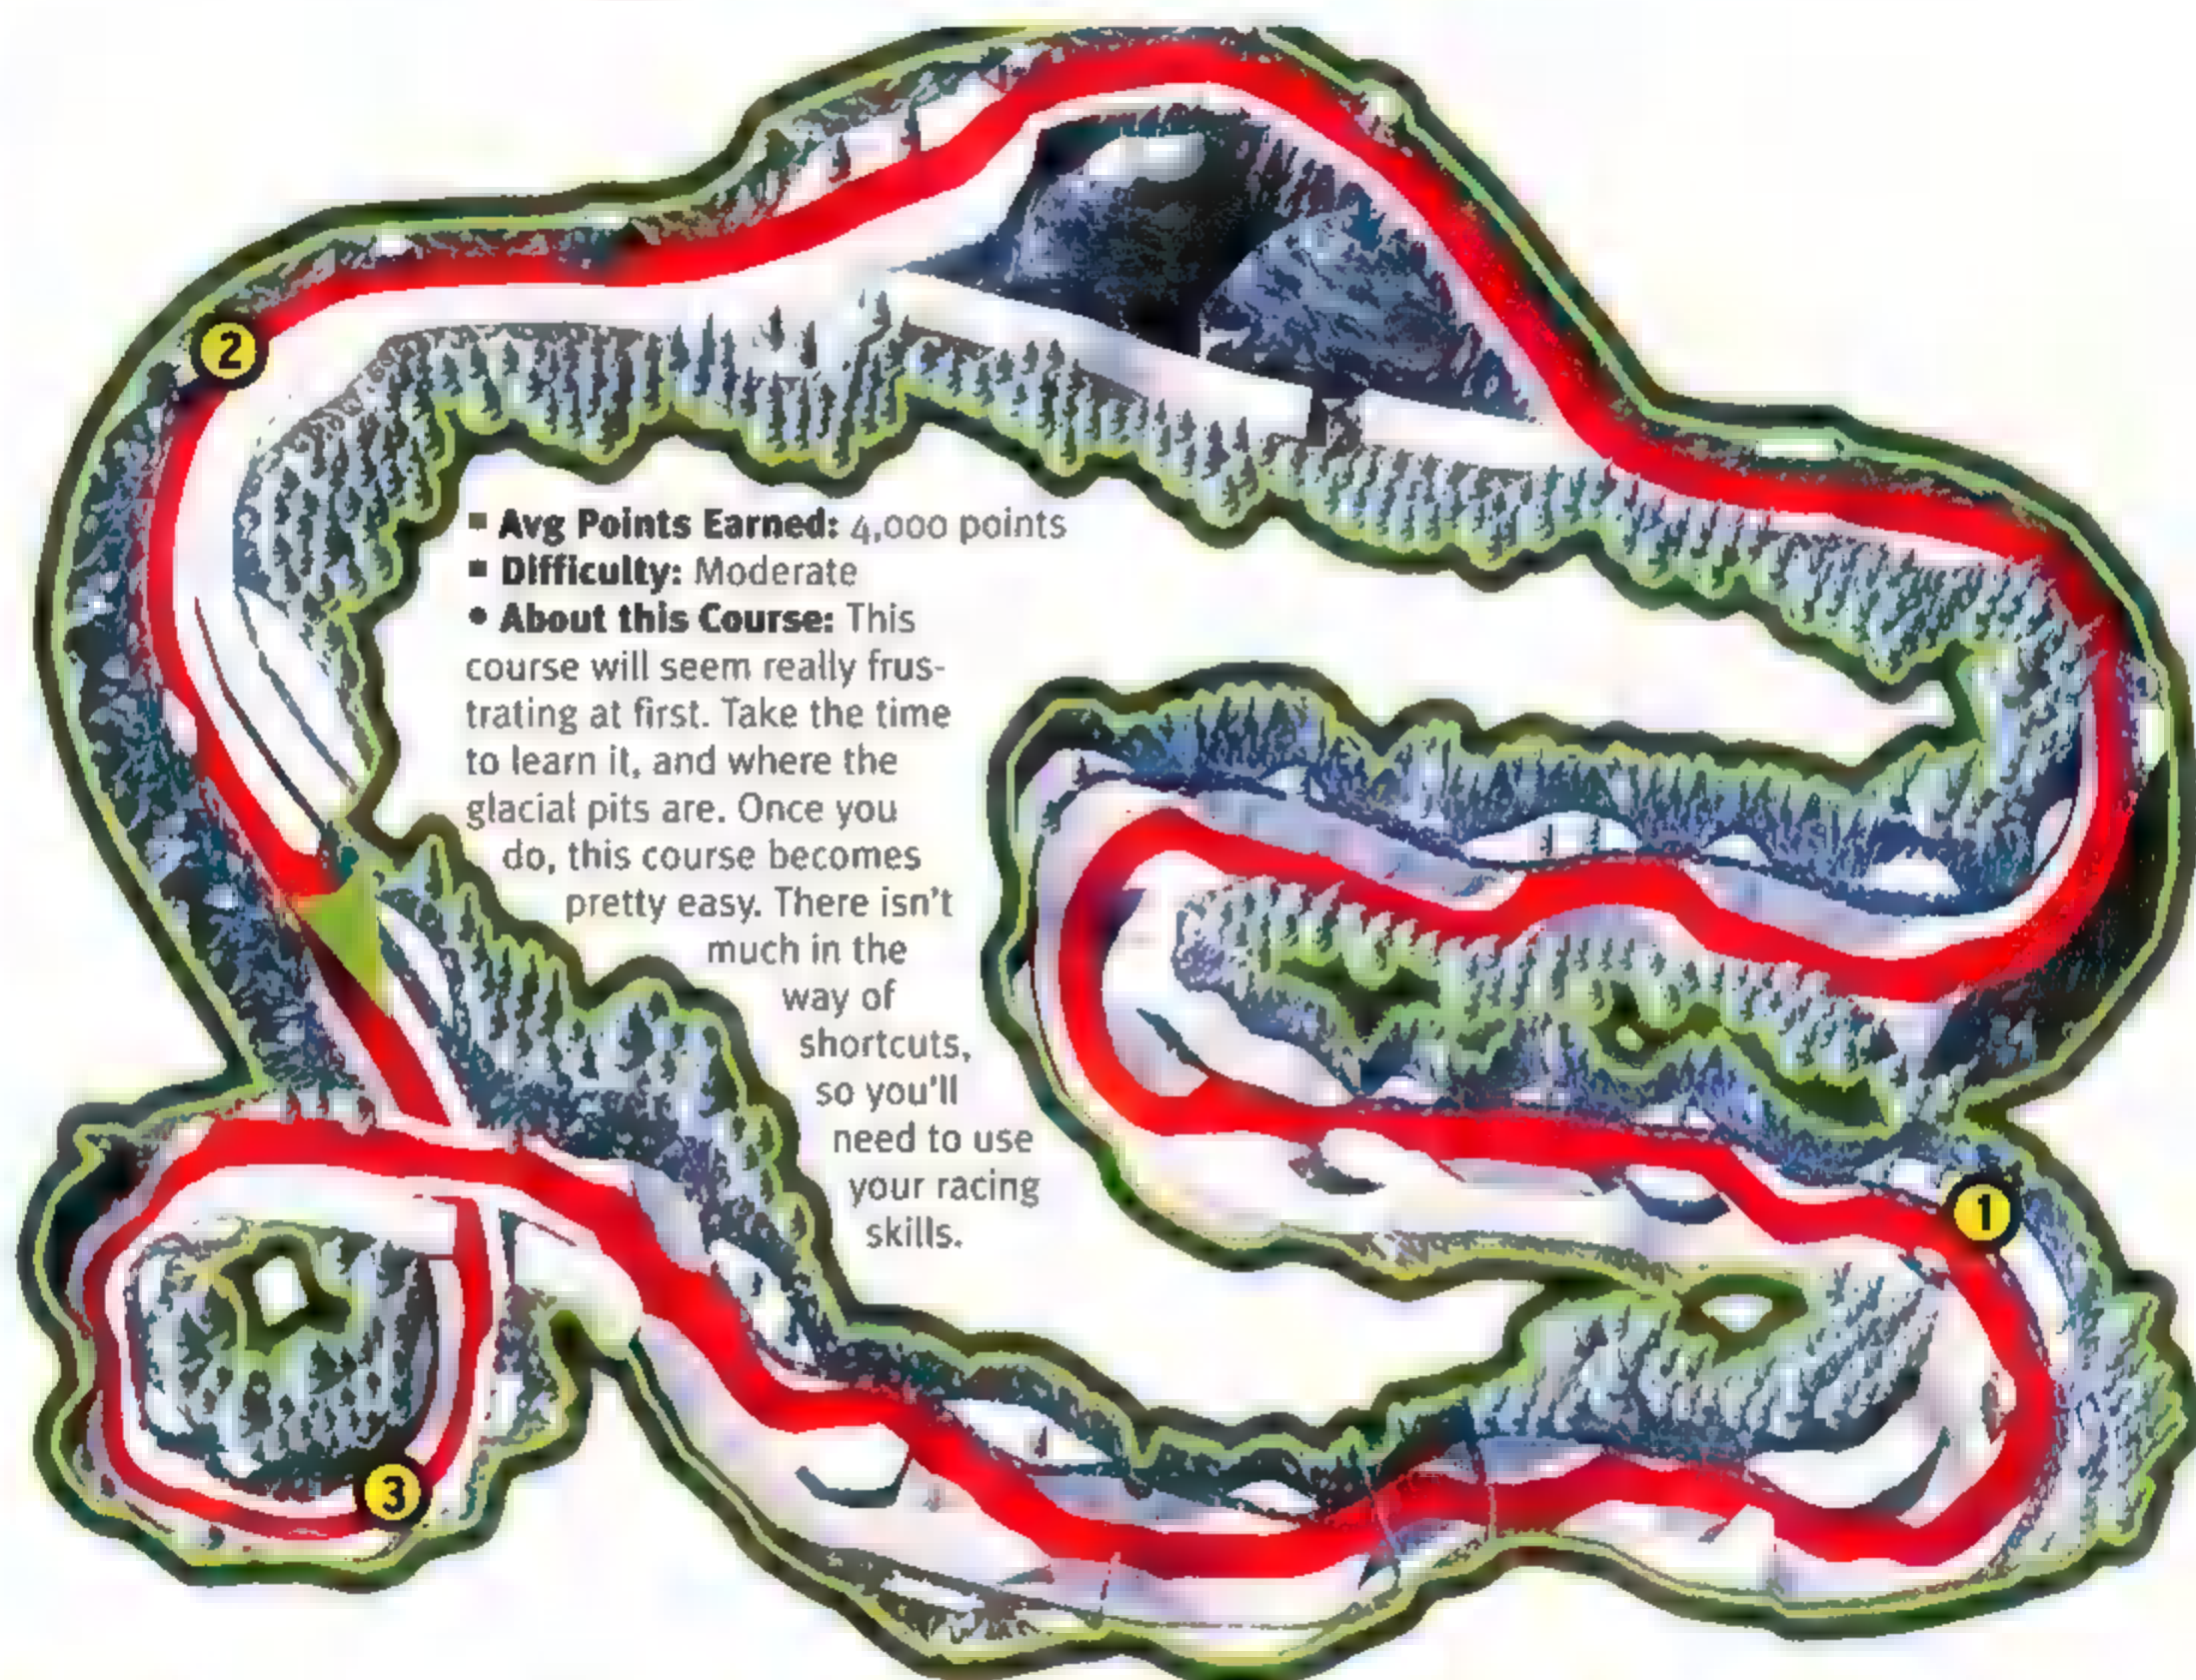 ▪ Avg Points Earned: 4,000 points
▪ Difficulty: Moderate
• About this Course: This
course will seem really frus-
trating at first. Take the time
to learn it, and where the
glacial pits are. Once you
do, this course becomes
pretty easy. There isn't
much in the
way of
shortcuts,
so you'll
need to use
your racing
skills.
2
1
3